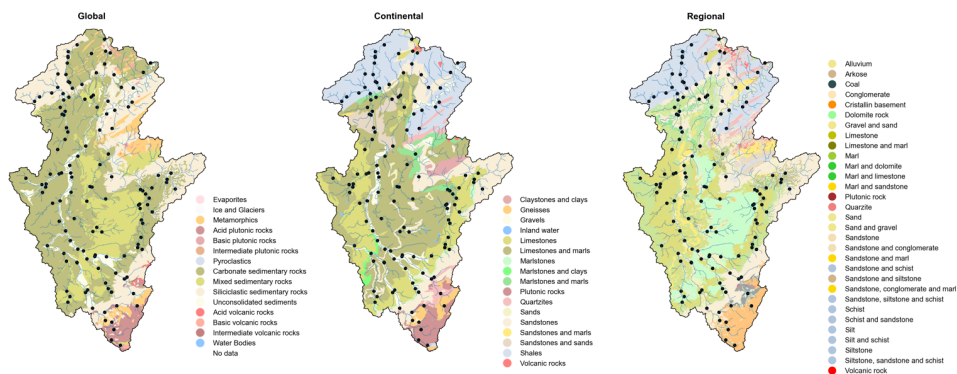 Global
Continental
Regional
Evaporites
Ice and Glaciers
Metamorphics
Acid plutonic rocks
Basic plutonic rocks
Intermediate plutonic rocks
Pyroclastics
Carbonate sedimentary rocks
Mixed sedimentary rocks
Siliciclastic sedimentary rocks
Unconsolidated sediments
Acid volcanic rocks
Basic volcanic rocks
Intermediate volcanic rocks
Water Bodies
No data
Claystones and clays
Gneisses
Gravels
Inland water
Limestones
Limestones and marls
Marlstones
Marlstones and clays
Marlstones and marls
Plutonic rocks
Quartzites
Sands
Sandstones
Sandstones and marls
Sandstones and sands
Shales
Volcanic rocks
Alluvium
Arkose
Coal
Conglomerate
Cristallin basement
Dolomite rock
Gravel and sand
Limestone
Limestone and marl
Marl
Marl and dolomite
Marl and limestone
Marl and sandstone
Plutonic rock
Quarzite
Sand
Sand and gravel
Sandstone
Sandstone and conglomerate
Sandstone and marl
Sandstone and schist
Sandstone and siltstone
Sandstone, conglomerate and marl
Sandstone, siltstone and schist
Schist
Schist and sandstone
Silt
Silt and schist
Siltstone
Siltstone, sandstone and schist
Volcanic rock